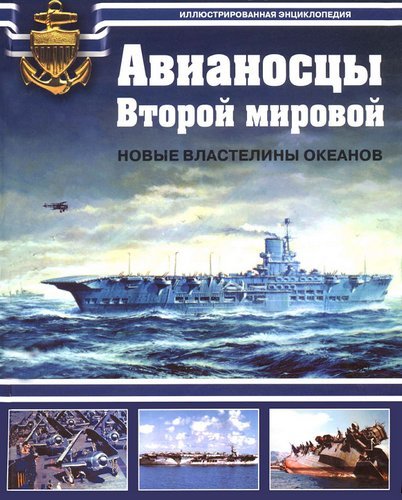 ИЛЛЮСТРИРОВАННАЯ ЭНЦИКЛОПЕДИЯ
Авианосцы
Второй мировой
НОВЫЕ ВЛАСТЕЛИНЫ ОКЕАНОВ